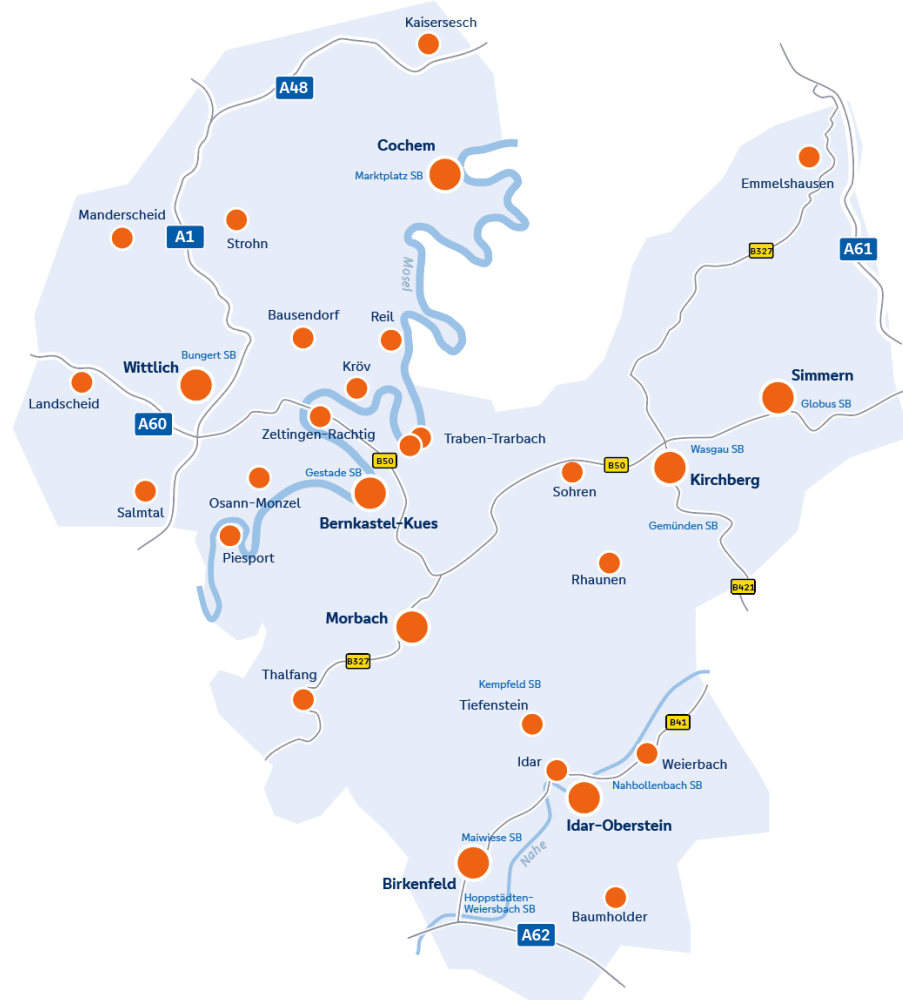 Kaisersesch
A48
Cochem
Marktplatz SB
Emmelshausen
Manderscheid
A1
Strohn
B327
A61
Mosel
Bausendorf
Reil
Bungert SB
Wittlich
Kröv
Simmern
Landscheid
Globus SB
A60
Zeltingen-Rachtig
Traben-Trarbach
Wasgau SB
B50
B50
Gestade SB
Kirchberg
Sohren
Osann-Monzel
Salmtal
Bernkastel-Kues
Gemünden SB
Piesport
Rhaunen
B421
Morbach
B327
Thalfang
Kempfeld SB
Tiefenstein
B41
Idar
Weierbach
Nahbollenbach SB
Idar-Oberstein
Maiwiese SB
Nahe
Birkenfeld
Hoppstädten-
Weiersbach SB
Baumholder
A62